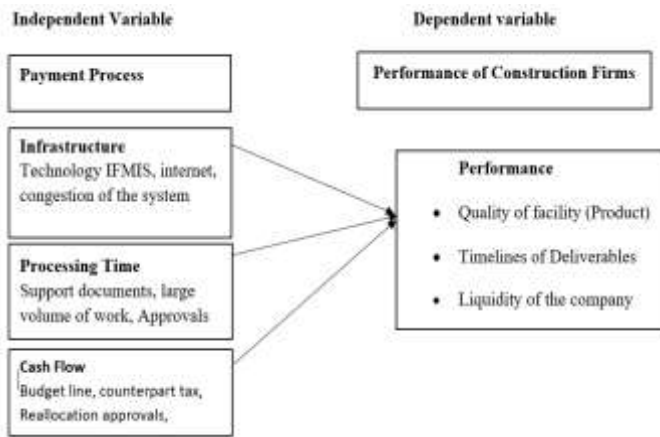 Independent Variable
Payment Process
Infrastructure
Technology IFMIS, internet,
congestion of the system
Processing Time
Support documents, large
volume of work, Approvals
Cash Flow
Budget line, counterpart tax,
Reallocation approvals,
Dependent variable
Performance of Construction Firms
Performance
• Quality of facility (Product)
• Timelines of Deliverables
• Liquidity of the company